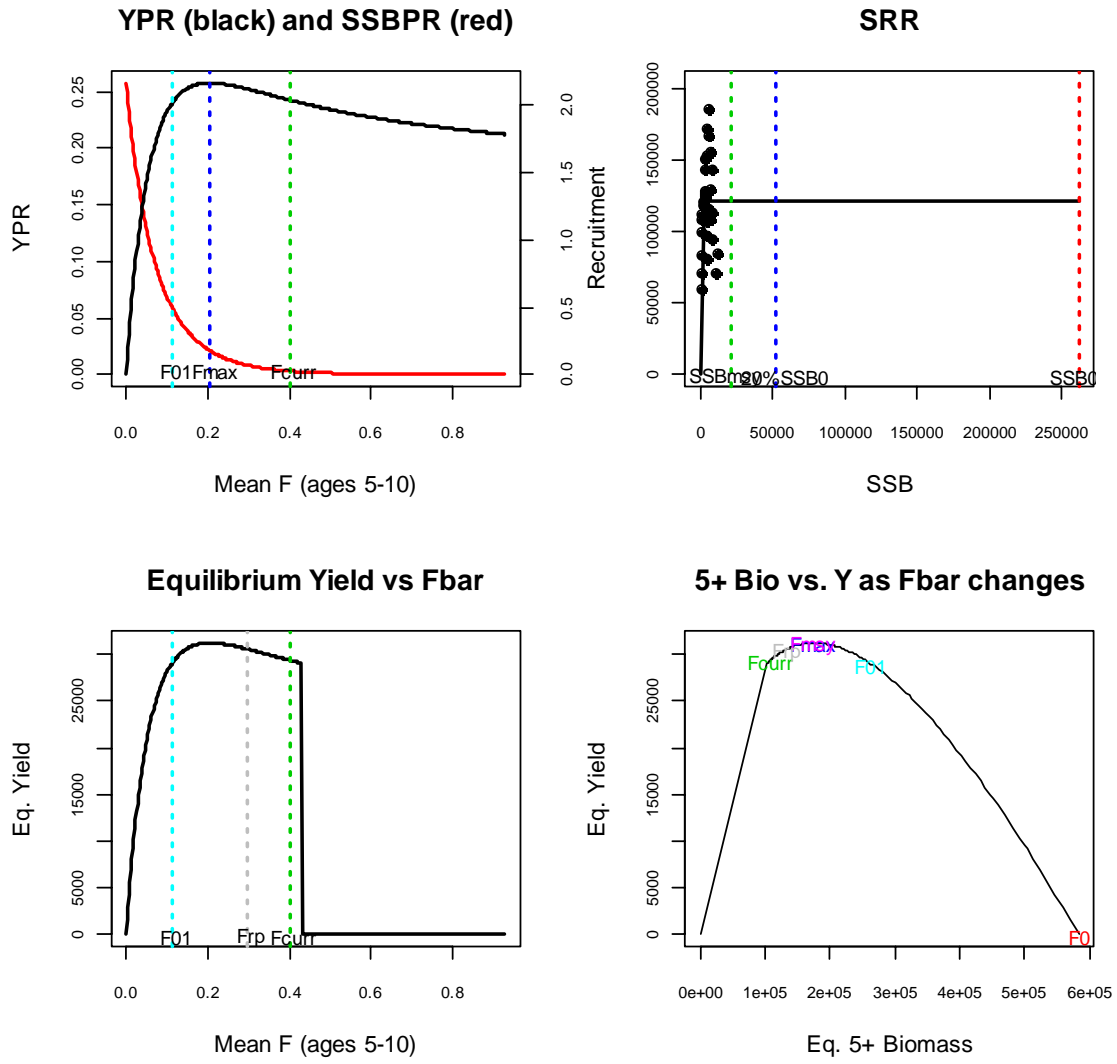 YPR (black) and SSBPR (red)
YPR
0.00 0.05 0.10 0.15 0.20 0.25
0.0 0.5 1.0 1.5 2.0
F01 Fmax Fcurr
0.0 0.2 0.4 0.6 0.8
Mean F (ages 5-10)
SRR
Recruitment
0 50000 100000 150000 200000
SSBmsy 20%SSB0 SSB0
0 50000 100000 150000 200000 250000
SSB
Equilibrium Yield vs Fbar
Eq. Yield
0 5000 15000 25000
F01 Frp Fcurr
0.0 0.2 0.4 0.6 0.8
Mean F (ages 5-10)
5+ Bio vs. Y as Fbar changes
Eq. Yield
0 5000 15000 25000
Fcurr Frp Fmax F01 F0
0e+00 1e+05 2e+05 3e+05 4e+05 5e+05 6e+05
Eq. 5+ Biomass